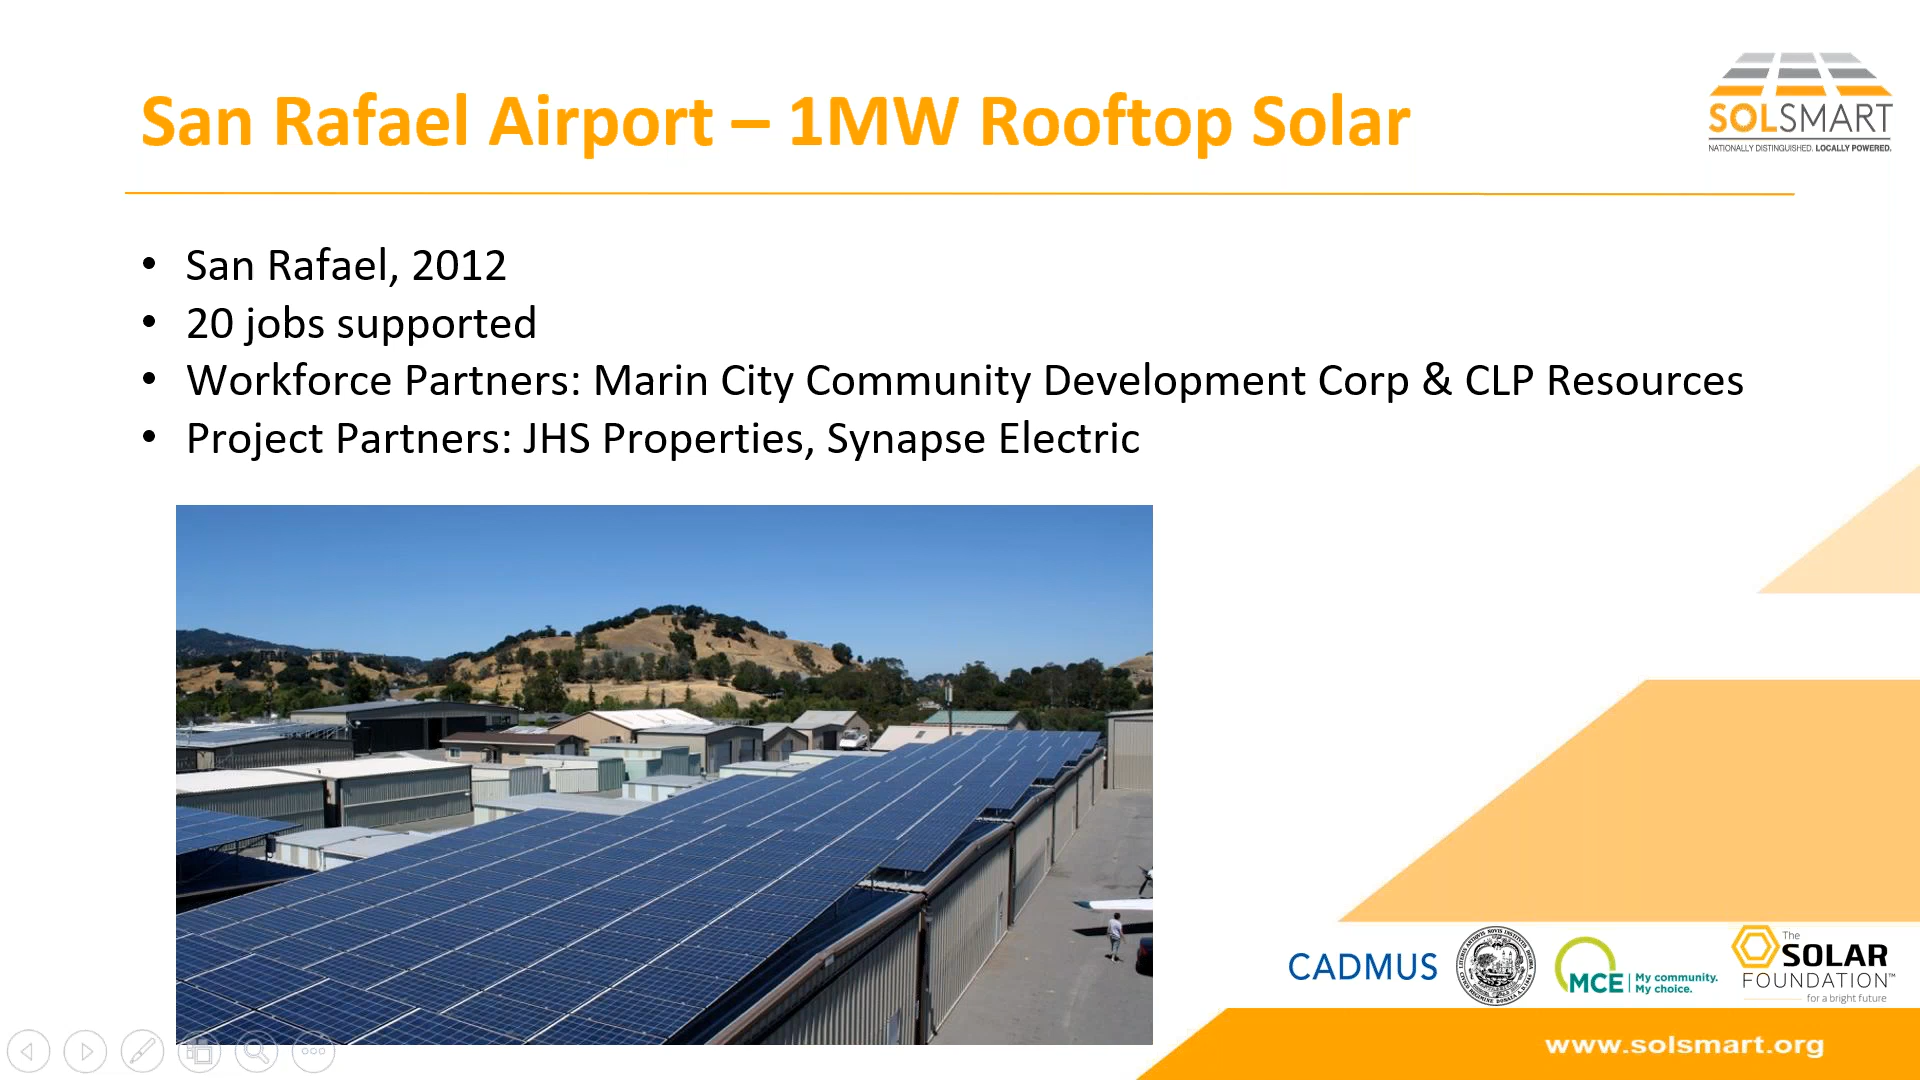 San Rafael Airport – 1MW Rooftop Solar
SOLSMART
NATIONALLY DISTINGUISHED. LOCALLY POWERED.
• San Rafael, 2012
• 20 jobs supported
• Workforce Partners: Marin City Community Development Corp & CLP Resources
• Project Partners: JHS Properties, Synapse Electric
CADMUS
MCE
My community.
My choice.
The
SOLAR
FOUNDATION™
for a bright future
www.solsmart.org